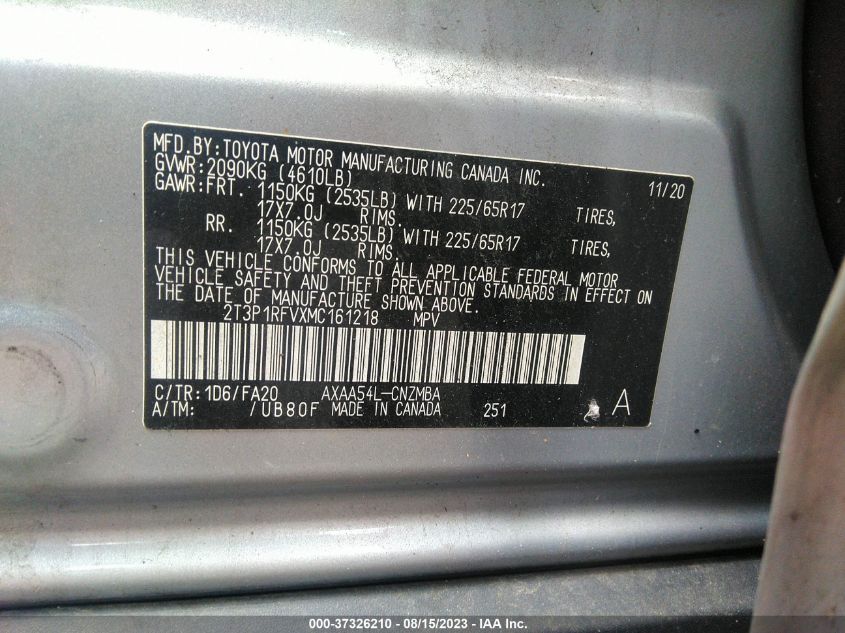 MFD.BY:TOYOTA MOTOR MANUFACTURING CANADA INC.
GVWR:2090KG (4610LB) 11/20
GAWR:FRT. 1150KG (2535LB) WITH 225/65R17 TIRES,
17X7.0J RIMS.
RR. 1150KG (2535LB) WITH 225/65R17 TIRES,
17X7.0J RIMS.
THIS VEHICLE CONFORMS TO ALL APPLICABLE FEDERAL MOTOR
VEHICLE SAFETY AND THEFT PREVENTION STANDARDS IN EFFECT ON
THE DATE OF MANUFACTURE SHOWN ABOVE.
2T3P1RFVXMC161218 MPV
C/TR:1D6/FA20 AXAA54L-CNZMBA
A/TM: /UB80F MADE IN CANADA 251 A
000-37326210 - 08/15/2023 - IAA Inc.